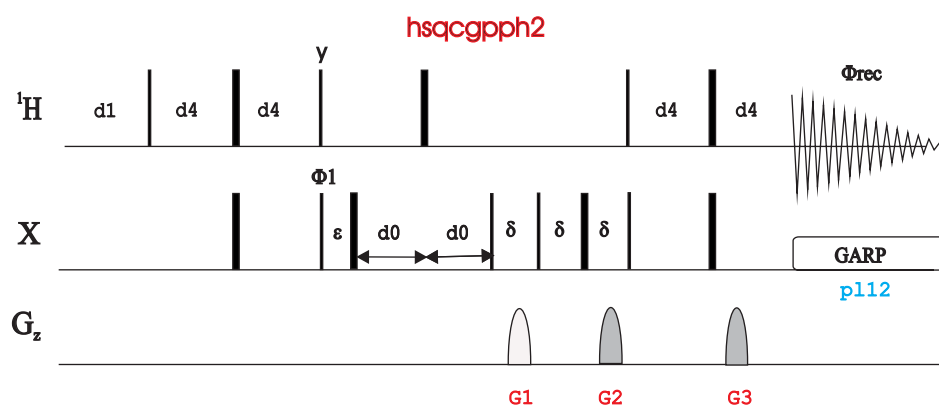 hsqcgpph2
y
Φrec
¹H
d1 d4 d4 d4 d4
Φ1
X
ε d0 d0 δ δ δ
GARP
pl12
Gz
G1 G2 G3